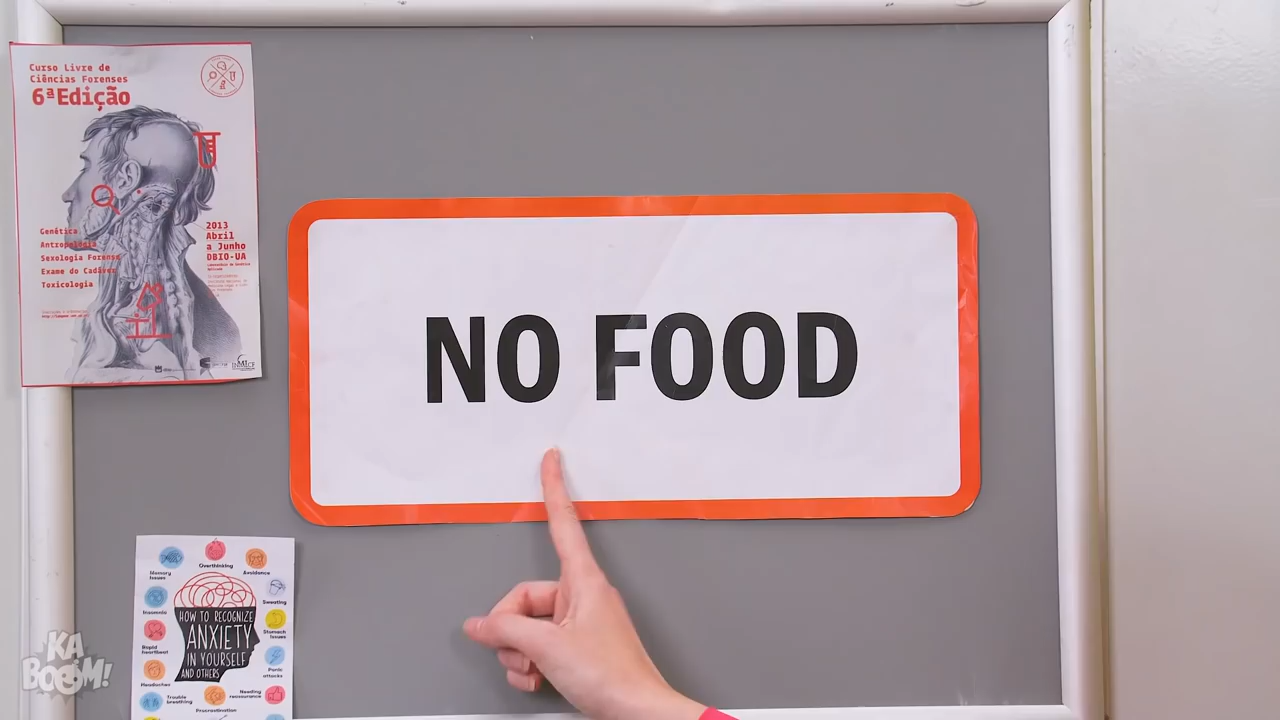 Curso Livre de
Ciências Forenses
6ªEdição
Genética
Antropologia
Sexologia Forense
Exame do Cadáver
Toxicologia
2013
Abril
a Junho
DBIO-UA
NO FOOD
Overthinking
Memory
Issues
Avoidance
Insomnia
Sweating
Rapid
heartbeat
Stomach
Issues
HOW TO RECOGNIZE
ANXIETY
IN YOURSELF
AND OTHERS
Headaches
Panic
attacks
Trouble
breathing
Needing
reassurance
Procrastination
KA
BOOM!